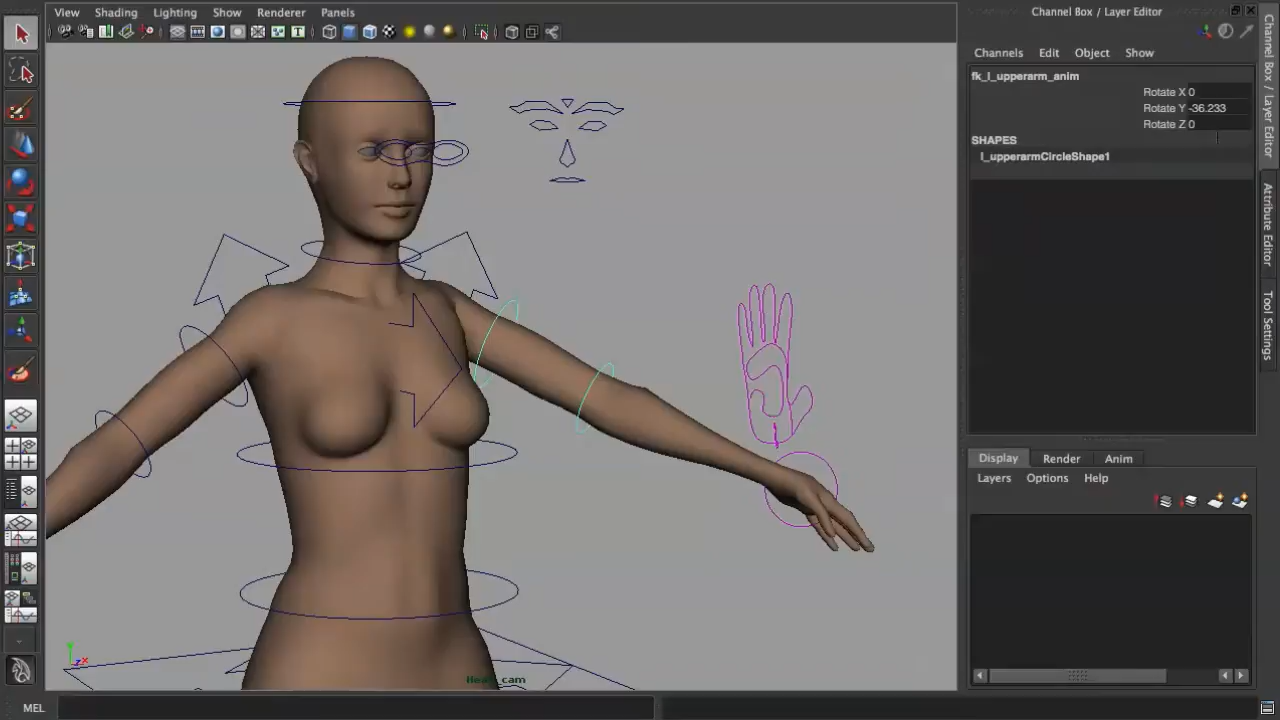 View Shading Lighting Show Renderer Panels
Channel Box / Layer Editor
Channels Edit Object Show
fk_l_upperarm_anim
Rotate X 0
Rotate Y -36.233
Rotate Z 0
SHAPES
l_upperarmCircleShape1
Channel Box / Layer Editor
Attribute Editor
Tool Settings
Display Render Anim
Layers Options Help
MEL